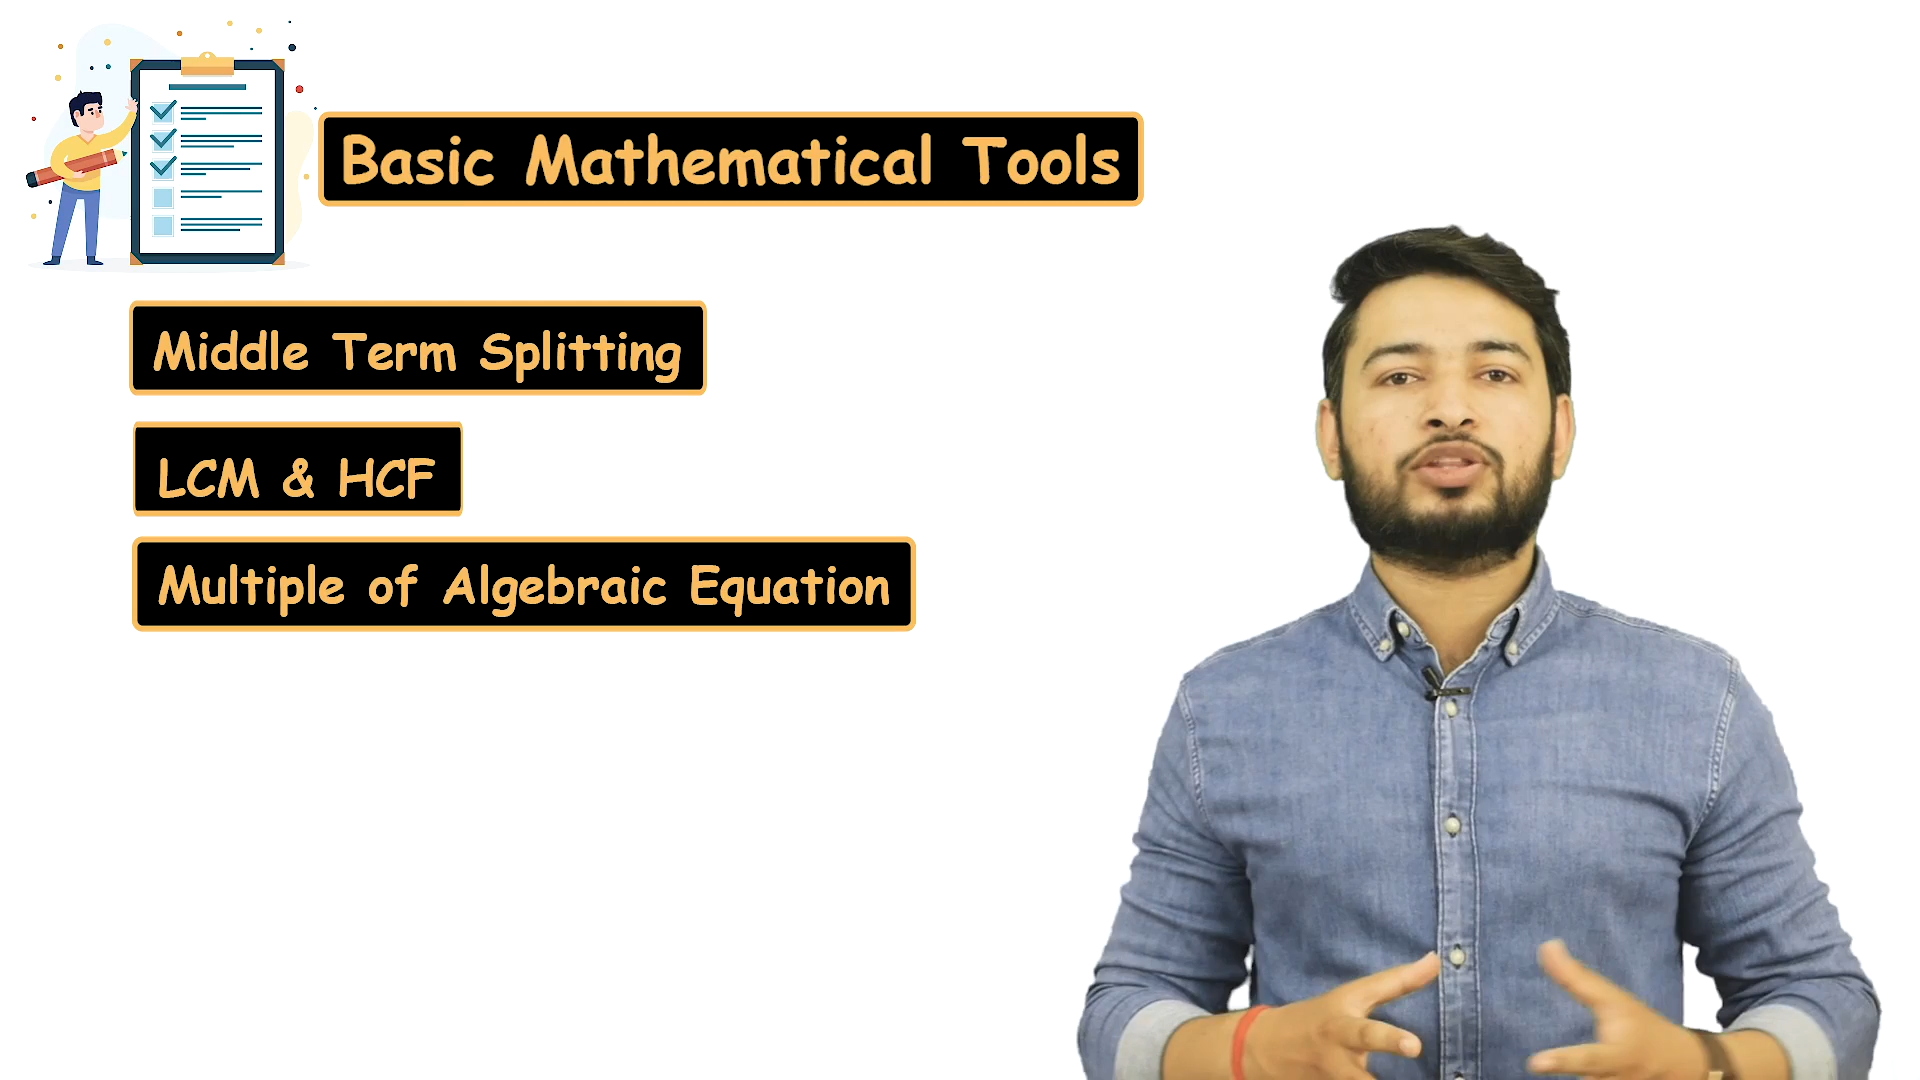 Basic Mathematical Tools
Middle Term Splitting
LCM & HCF
Multiple of Algebraic Equation